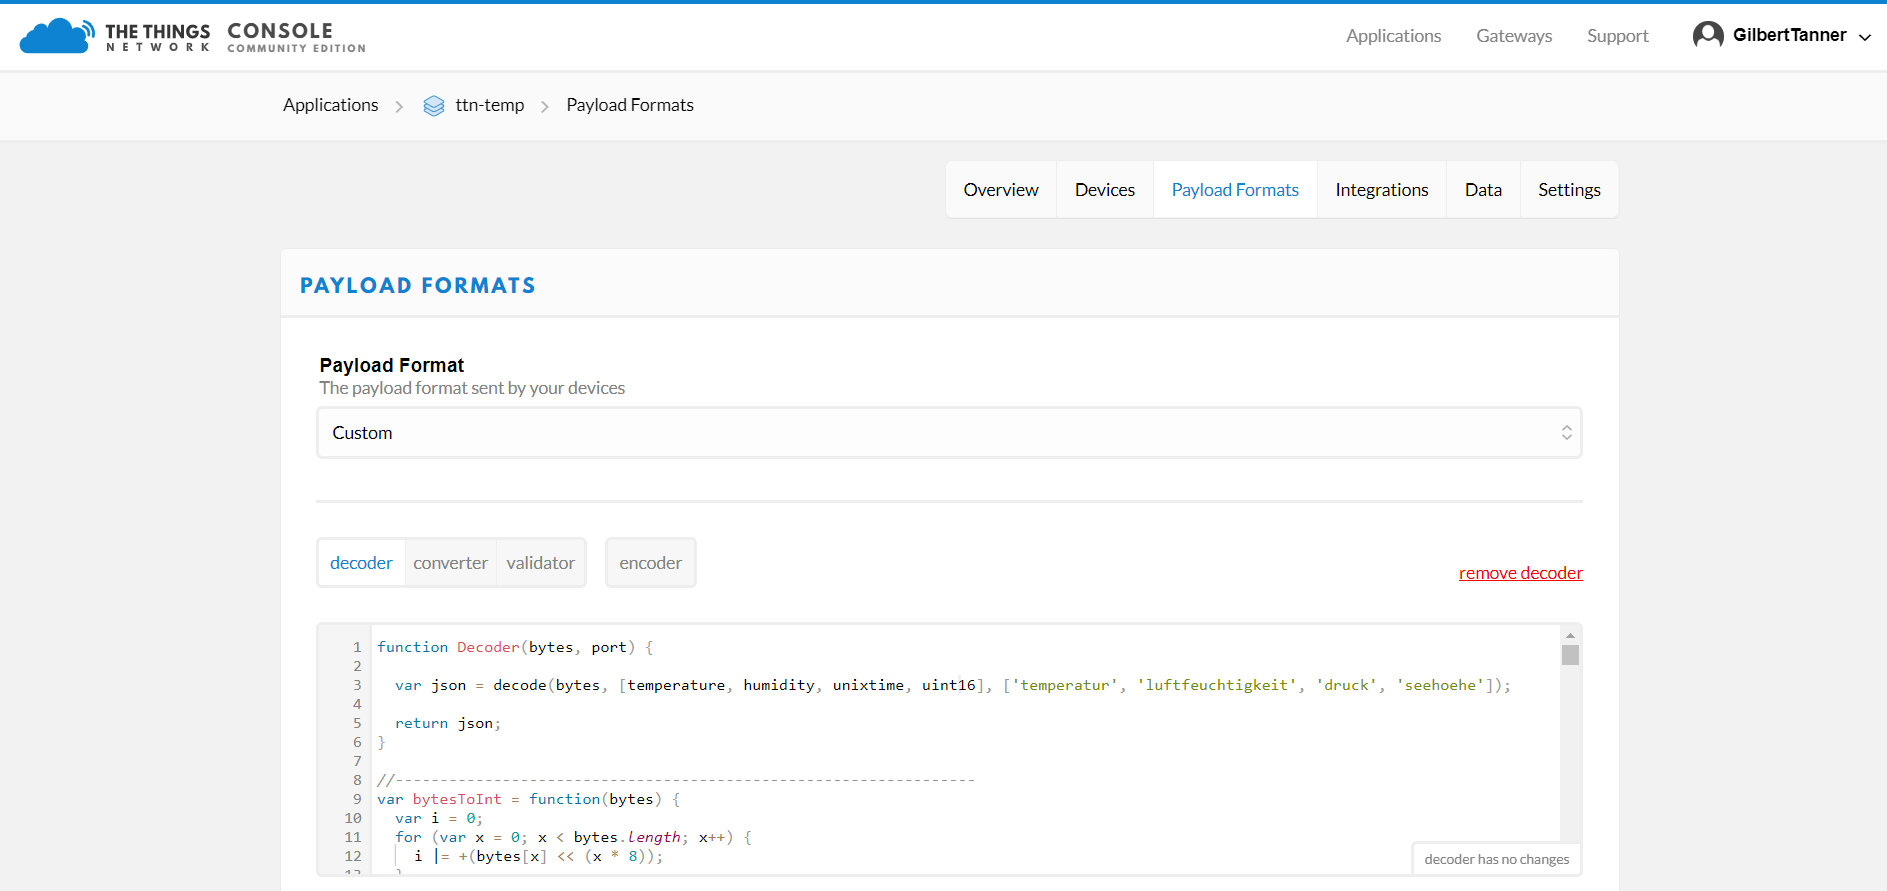 THE THINGS NETWORK CONSOLE COMMUNITY EDITION
Applications Gateways Support GilbertTanner
Applications > ttn-temp > Payload Formats
Overview Devices Payload Formats Integrations Data Settings
PAYLOAD FORMATS
Payload Format
The payload format sent by your devices
Custom
decoder converter validator encoder
remove decoder
1 function Decoder(bytes, port) {
2
3 var json = decode(bytes, [temperature, humidity, unixtime, uint16], ['temperatur', 'luftfeuchtigkeit', 'druck', 'seehoehe']);
4
5 return json;
6 }
7
8 //-----------------------------------------------------------------
9 var bytesToInt = function(bytes) {
10 var i = 0;
11 for (var x = 0; x < bytes.length; x++) {
12 i |= +(bytes[x] << (x * 8));
13 }
decoder has no changes